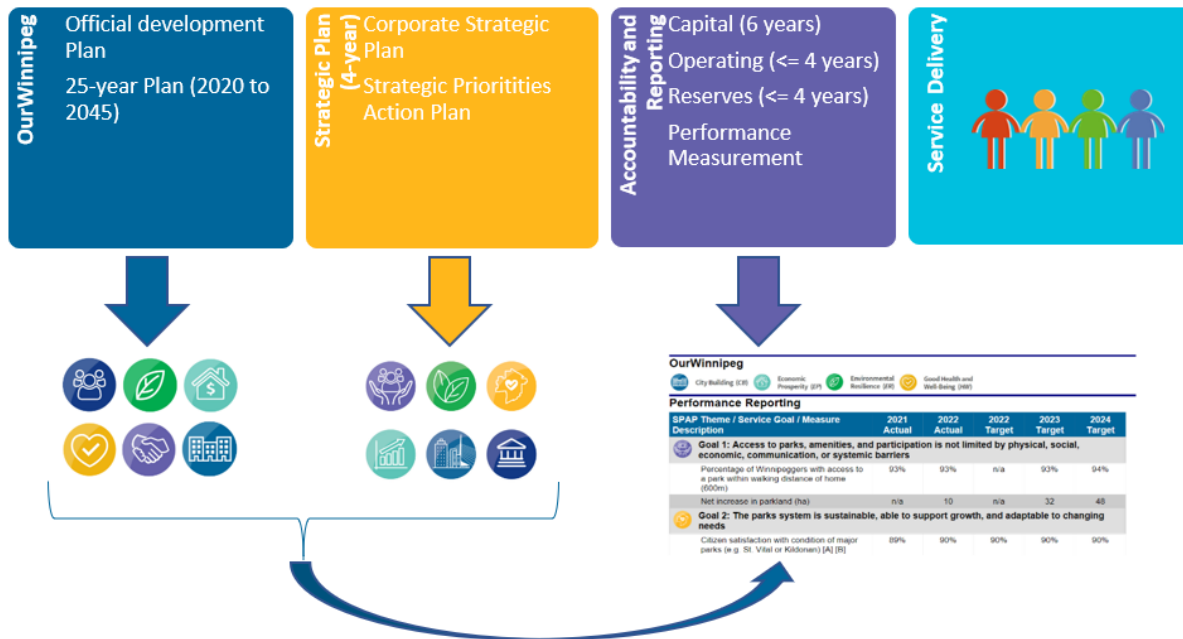 OurWinnipeg
Official development
Plan
25-year Plan (2020 to
2045)
Strategic Plan
(4-year)
Corporate Strategic
Plan
Strategic Prioritities
Action Plan
Accountability and
Reporting
Capital (6 years)
Operating (<= 4 years)
Reserves (<= 4 years)
Performance
Measurement
Service Delivery
OurWinnipeg
City Building (CB)
Economic
Prosperity (EP)
Environmental
Resilience (ER)
Good Health and
Well-Being (HW)
Performance Reporting
SPAP Theme / Service Goal / Measure
Description
2021
Actual
2022
Actual
2022
Target
2023
Target
2024
Target
Goal 1: Access to parks, amenities, and participation is not limited by physical, social,
economic, communication, or systemic barriers
Percentage of Winnipeggers with access to
a park within walking distance of home
(600m)
93% 93% n/a 93% 94%
Net increase in parkland (ha) n/a 10 n/a 32 48
Goal 2: The parks system is sustainable, able to support growth, and adaptable to changing
needs
Citizen satisfaction with condition of major
parks (e.g. St. Vital or Kildonan) [A] [B]
89% 90% 90% 90% 90%